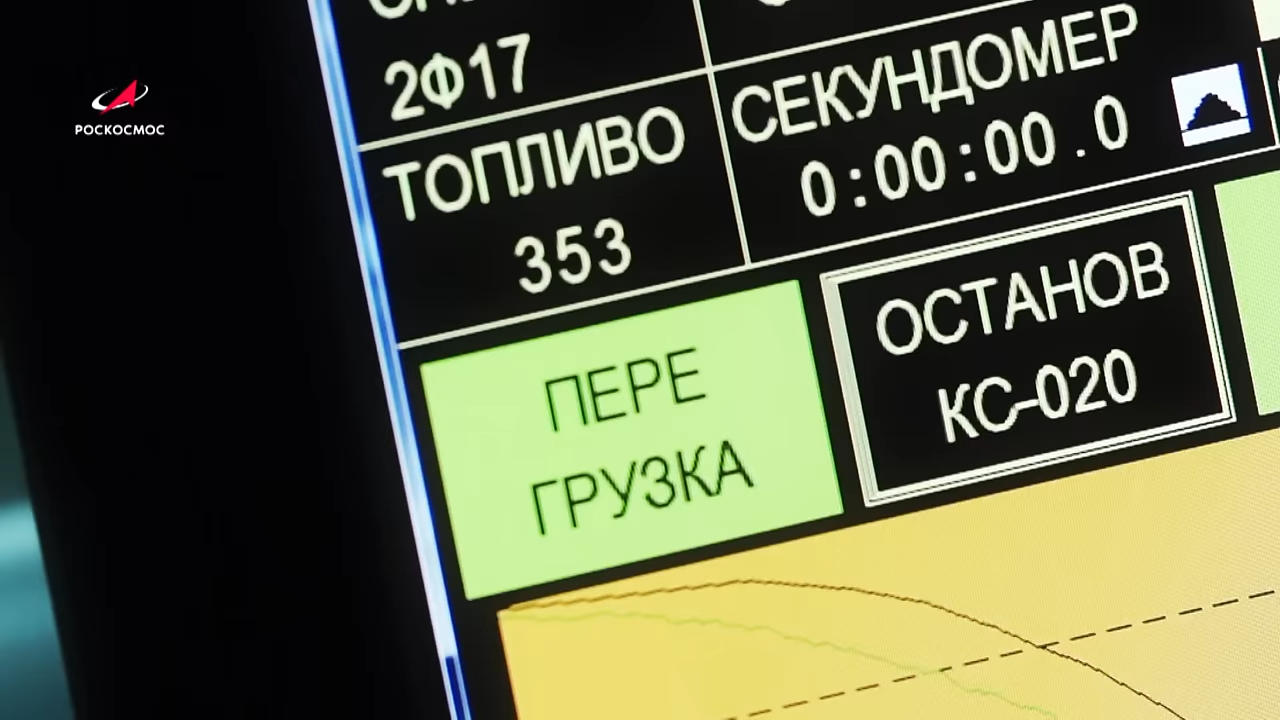 РОСКОСМОС
2Ф17
ТОПЛИВО
353
СЕКУНДОМЕР
0:00:00.0
ПЕРЕ
ГРУЗКА
ОСТАНОВ
КС-020